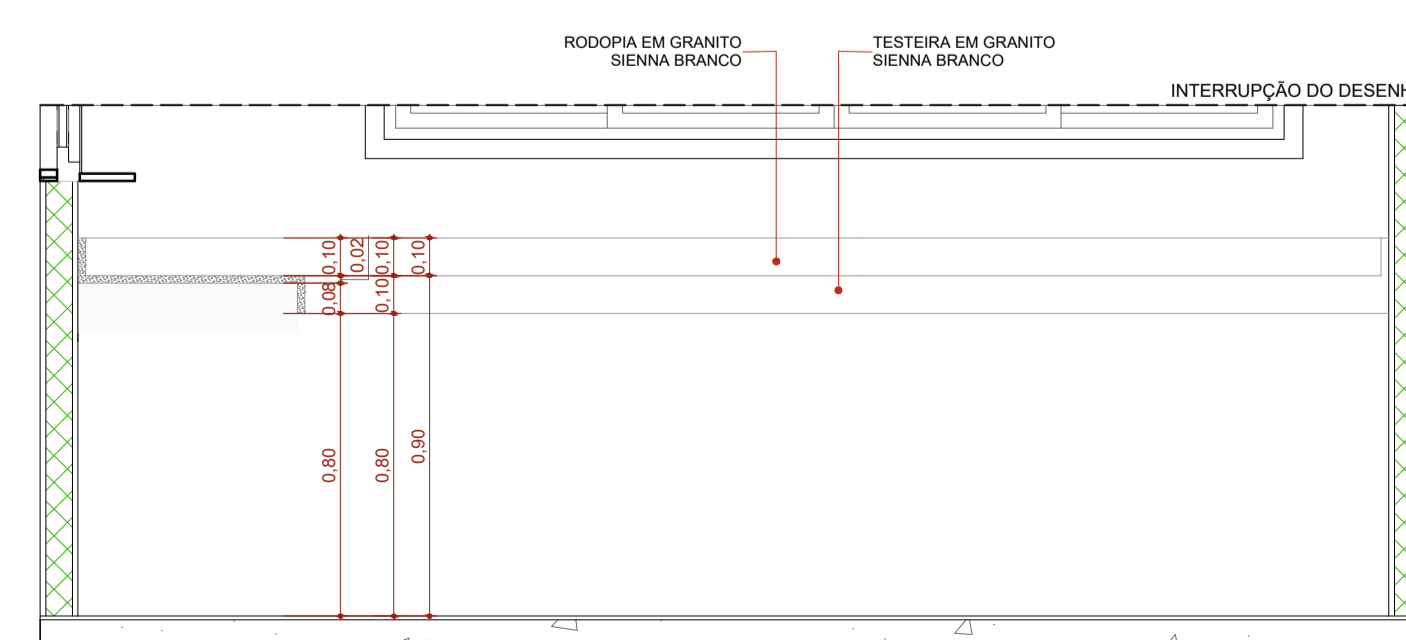 RODOPIA EM GRANITO
SIENNA BRANCO
TESTEIRA EM GRANITO
SIENNA BRANCO
INTERRUPÇÃO DO DESENH
0,10
0,02
0,10
0,10
0,08
0,10
0,80
0,80
0,90